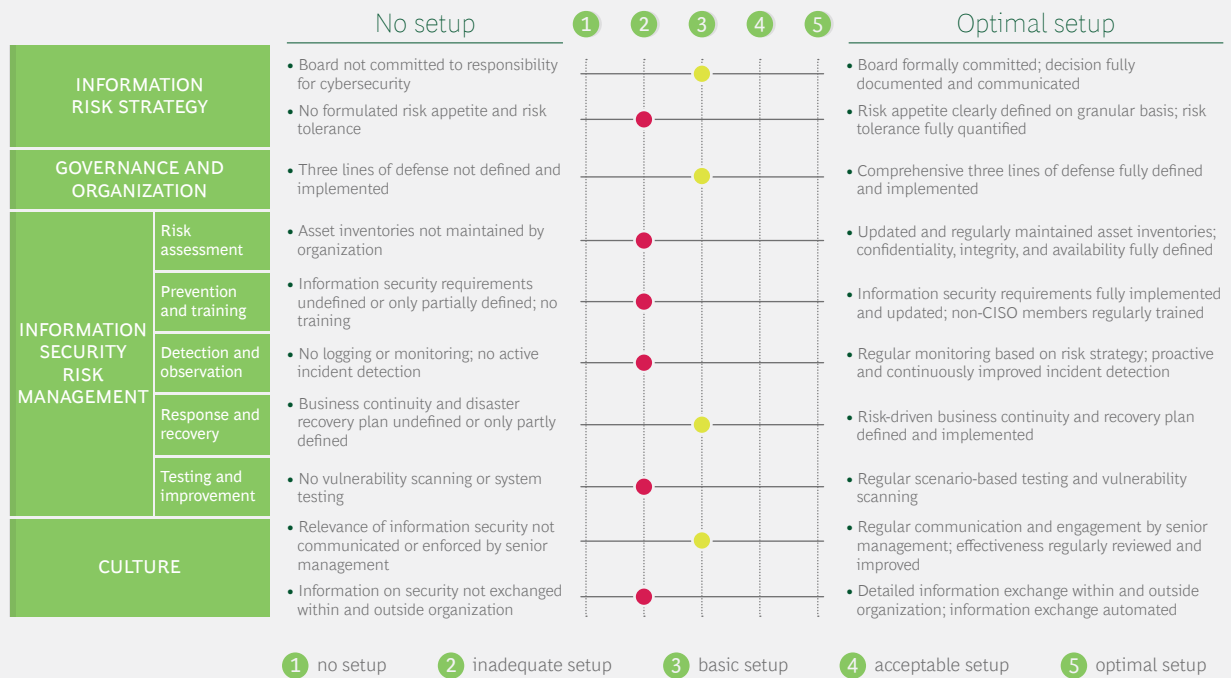 No setup
1 2 3 4 5
Optimal setup
INFORMATION
RISK STRATEGY
• Board not committed to responsibility
for cybersecurity
• Board formally committed; decision fully
documented and communicated
• No formulated risk appetite and risk
tolerance
• Risk appetite clearly defined on granular basis; risk
tolerance fully quantified
GOVERNANCE AND
ORGANIZATION
• Three lines of defense not defined and
implemented
• Comprehensive three lines of defense fully defined
and implemented
INFORMATION
SECURITY
RISK
MANAGEMENT
Risk
assessment
• Asset inventories not maintained by
organization
• Updated and regularly maintained asset inventories;
confidentiality, integrity, and availability fully defined
Prevention
and training
• Information security requirements
undefined or only partially defined; no
training
• Information security requirements fully implemented
and updated; non-CISO members regularly trained
Detection and
observation
• No logging or monitoring; no active
incident detection
• Regular monitoring based on risk strategy; proactive
and continuously improved incident detection
Response and
recovery
• Business continuity and disaster
recovery plan undefined or only partly
defined
• Risk-driven business continuity and recovery plan
defined and implemented
Testing and
improvement
• No vulnerability scanning or system
testing
• Regular scenario-based testing and vulnerability
scanning
CULTURE
• Relevance of information security not
communicated or enforced by senior
management
• Regular communication and engagement by senior
management; effectiveness regularly reviewed and
improved
• Information on security not exchanged
within and outside organization
• Detailed information exchange within and outside
organization; information exchange automated
1 no setup 2 inadequate setup 3 basic setup 4 acceptable setup 5 optimal setup